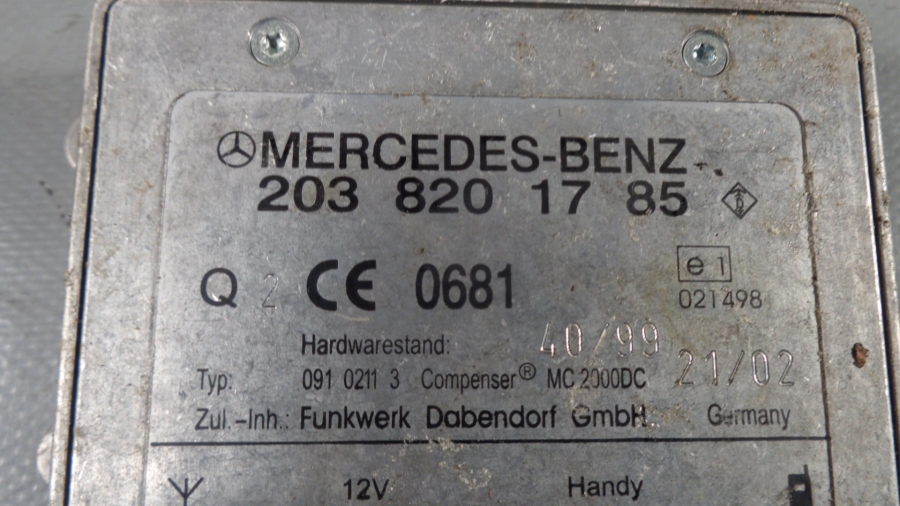 MERCEDES-BENZ
203 820 17 85
Q 2 CE 0681 e1
021498
Hardwarestand: 40/99
Typ: 091 0211 3 Compenser® MC 2000DC 21/02
Zul.-Inh.: Funkwerk Dabendorf GmbH Germany
12V Handy